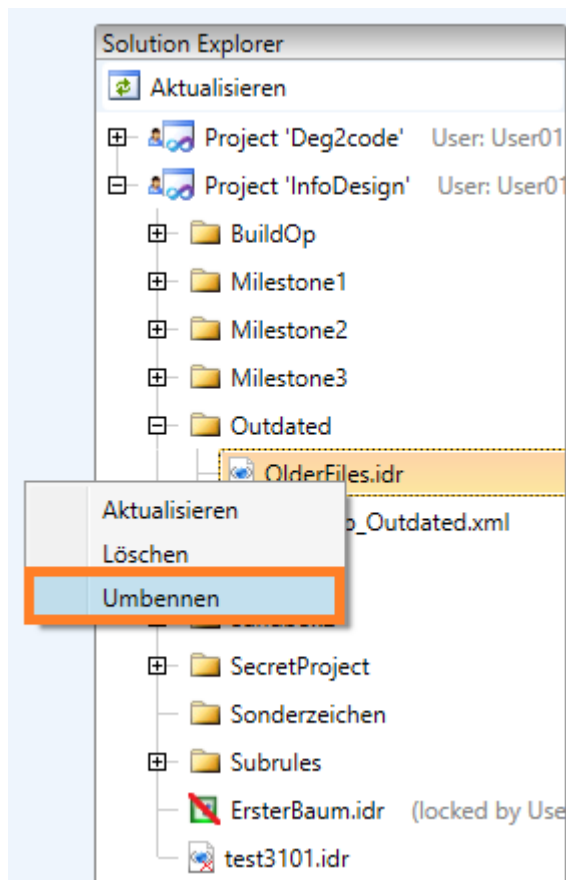 Solution Explorer
Aktualisieren
Project 'Deg2code' User: User01
Project 'InfoDesign' User: User01
BuildOp
Milestone1
Milestone2
Milestone3
Outdated
OlderFiles.idr
Aktualisieren
_Outdated.xml
Löschen
Umbennen
SecretProject
Sonderzeichen
Subrules
ErsterBaum.idr (locked by Use
test3101.idr